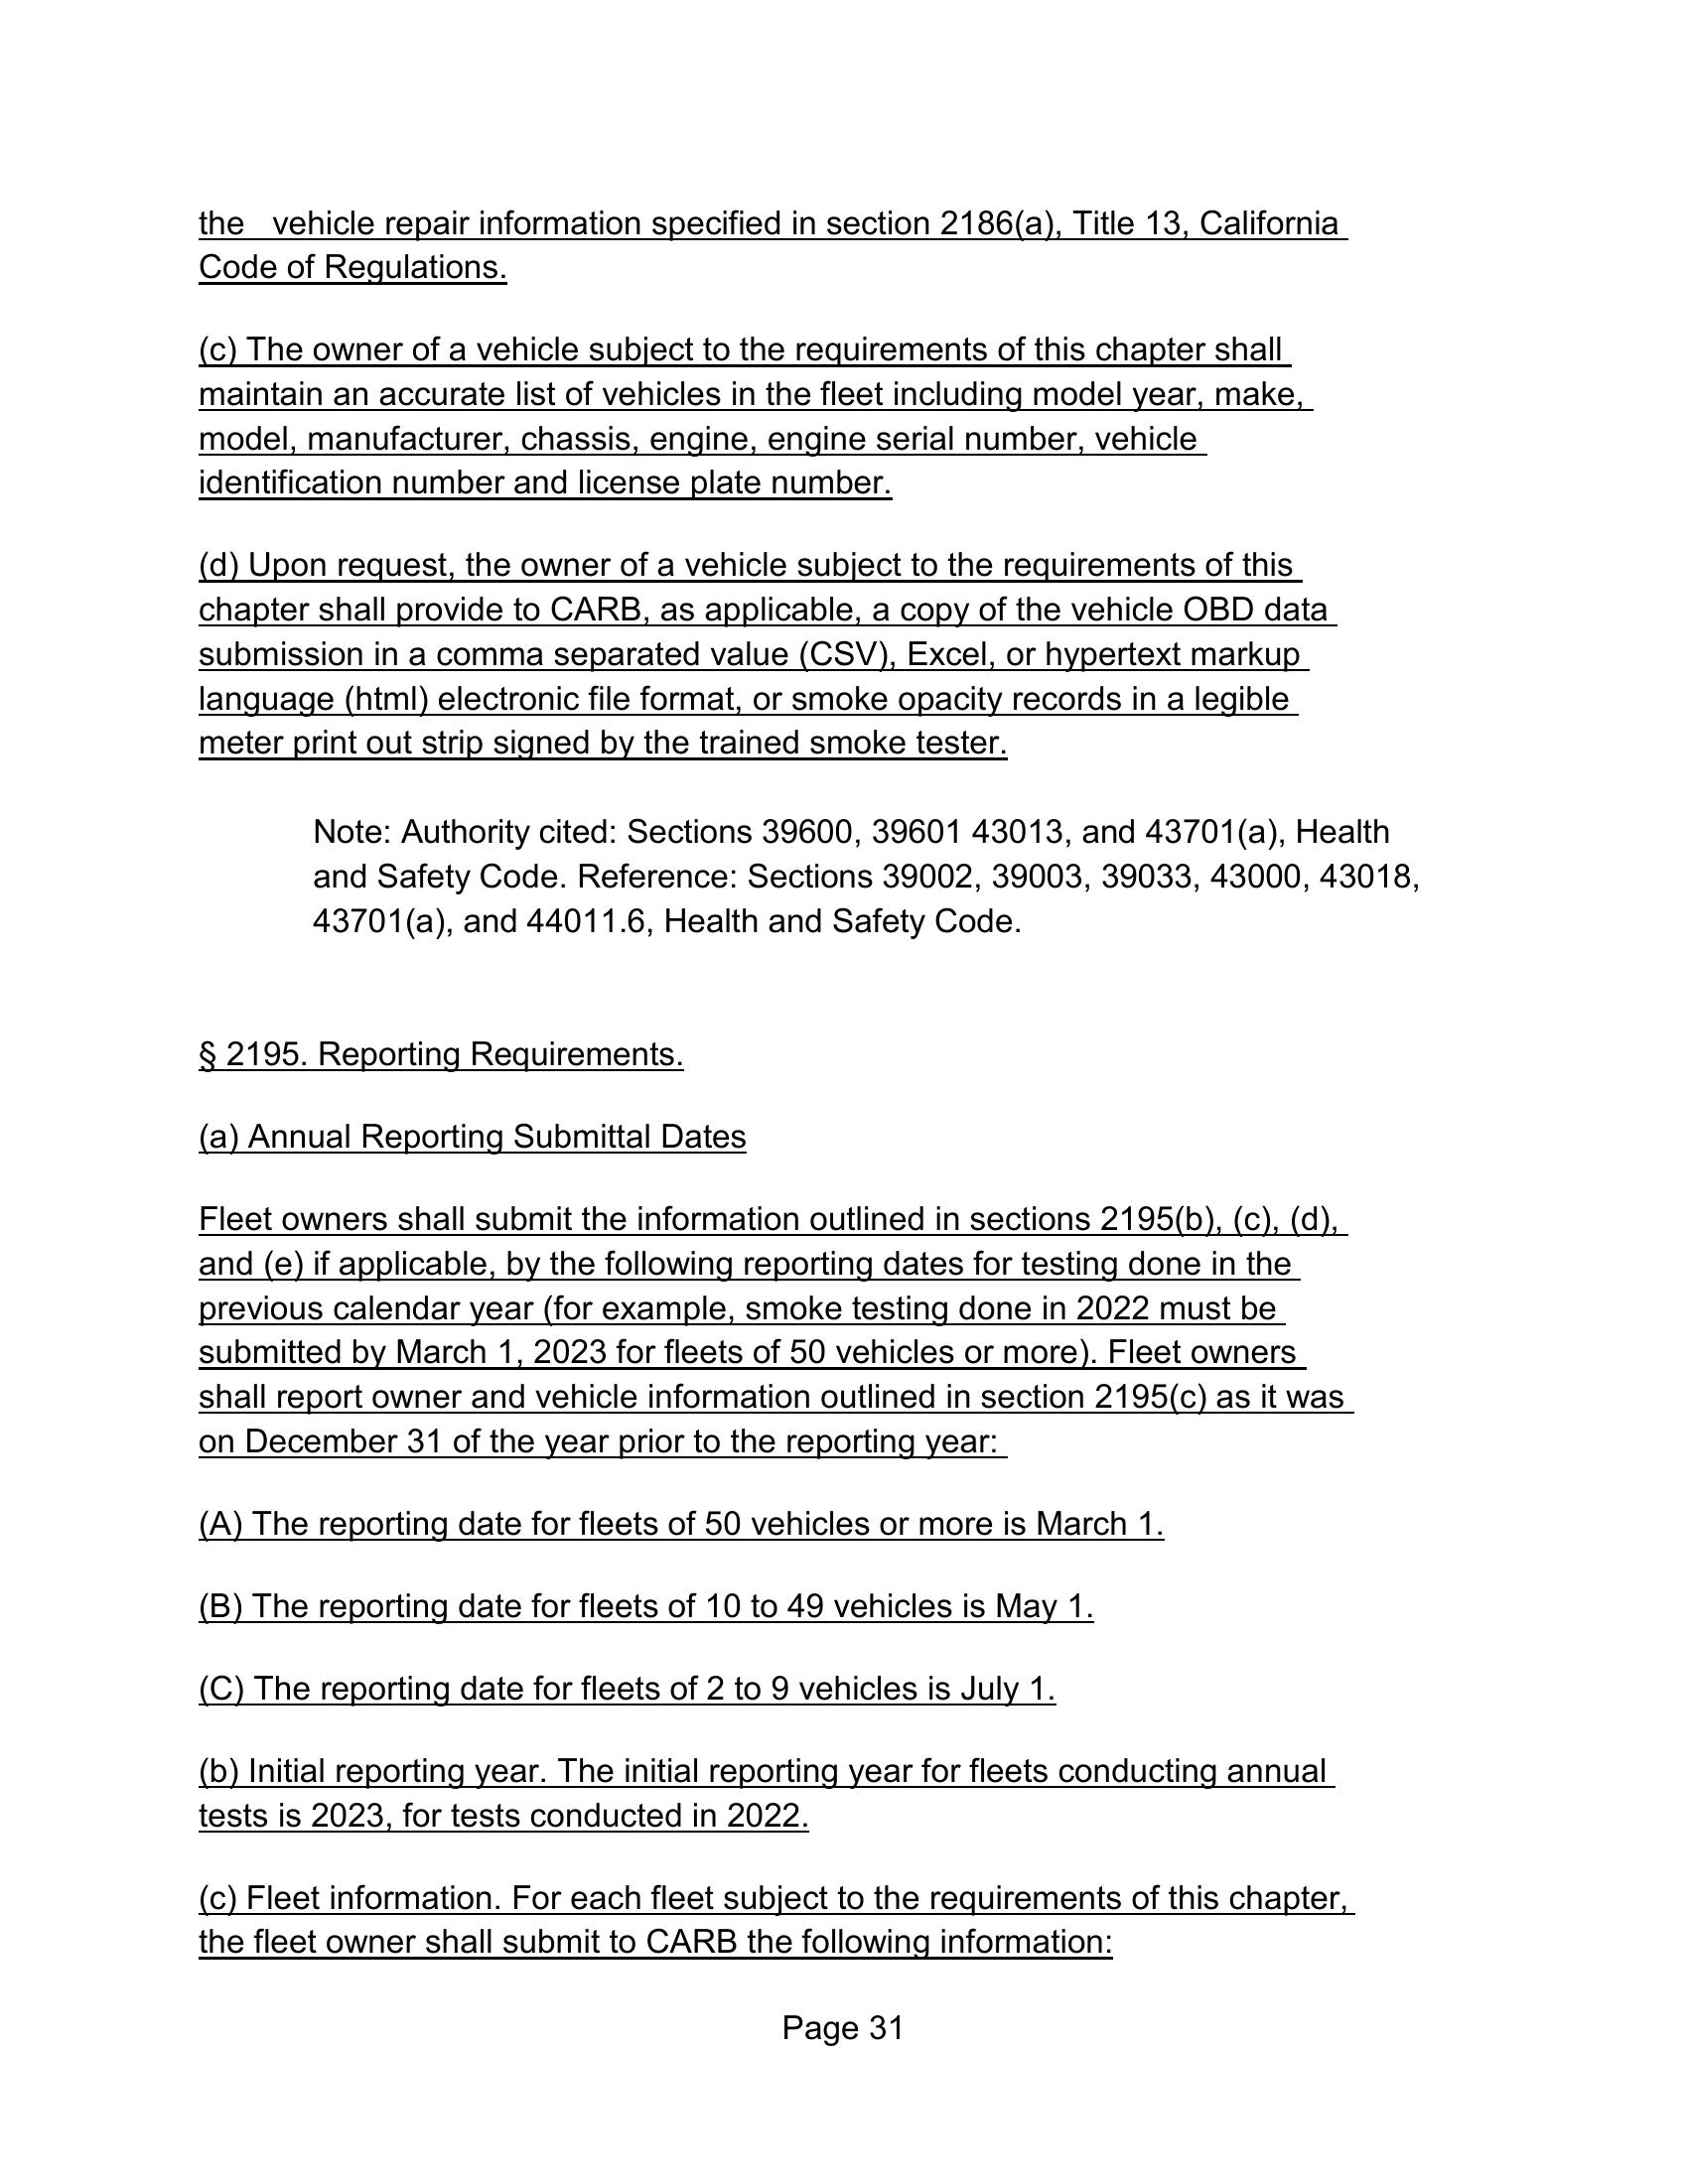 the   vehicle repair information specified in section 2186(a), Title 13, California
Code of Regulations.
(c) The owner of a vehicle subject to the requirements of this chapter shall
maintain an accurate list of vehicles in the fleet including model year, make,
model, manufacturer, chassis, engine, engine serial number, vehicle
identification number and license plate number.
(d) Upon request, the owner of a vehicle subject to the requirements of this
chapter shall provide to CARB, as applicable, a copy of the vehicle OBD data
submission in a comma separated value (CSV), Excel, or hypertext markup
language (html) electronic file format, or smoke opacity records in a legible
meter print out strip signed by the trained smoke tester.
Note: Authority cited: Sections 39600, 39601 43013, and 43701(a), Health
and Safety Code. Reference: Sections 39002, 39003, 39033, 43000, 43018,
43701(a), and 44011.6, Health and Safety Code.
§ 2195. Reporting Requirements.
(a) Annual Reporting Submittal Dates
Fleet owners shall submit the information outlined in sections 2195(b), (c), (d),
and (e) if applicable, by the following reporting dates for testing done in the
previous calendar year (for example, smoke testing done in 2022 must be
submitted by March 1, 2023 for fleets of 50 vehicles or more). Fleet owners
shall report owner and vehicle information outlined in section 2195(c) as it was
on December 31 of the year prior to the reporting year:
(A) The reporting date for fleets of 50 vehicles or more is March 1.
(B) The reporting date for fleets of 10 to 49 vehicles is May 1.
(C) The reporting date for fleets of 2 to 9 vehicles is July 1.
(b) Initial reporting year. The initial reporting year for fleets conducting annual
tests is 2023, for tests conducted in 2022.
(c) Fleet information. For each fleet subject to the requirements of this chapter,
the fleet owner shall submit to CARB the following information:
Page 31